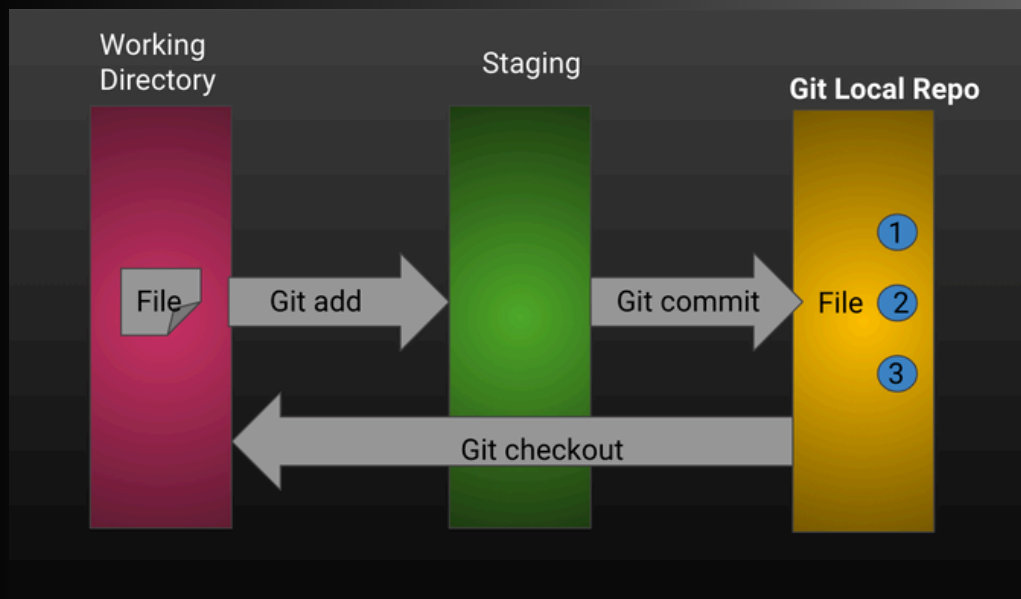 Working
Directory
Staging
Git Local Repo
File
Git add
Git commit
File
1
2
3
Git checkout